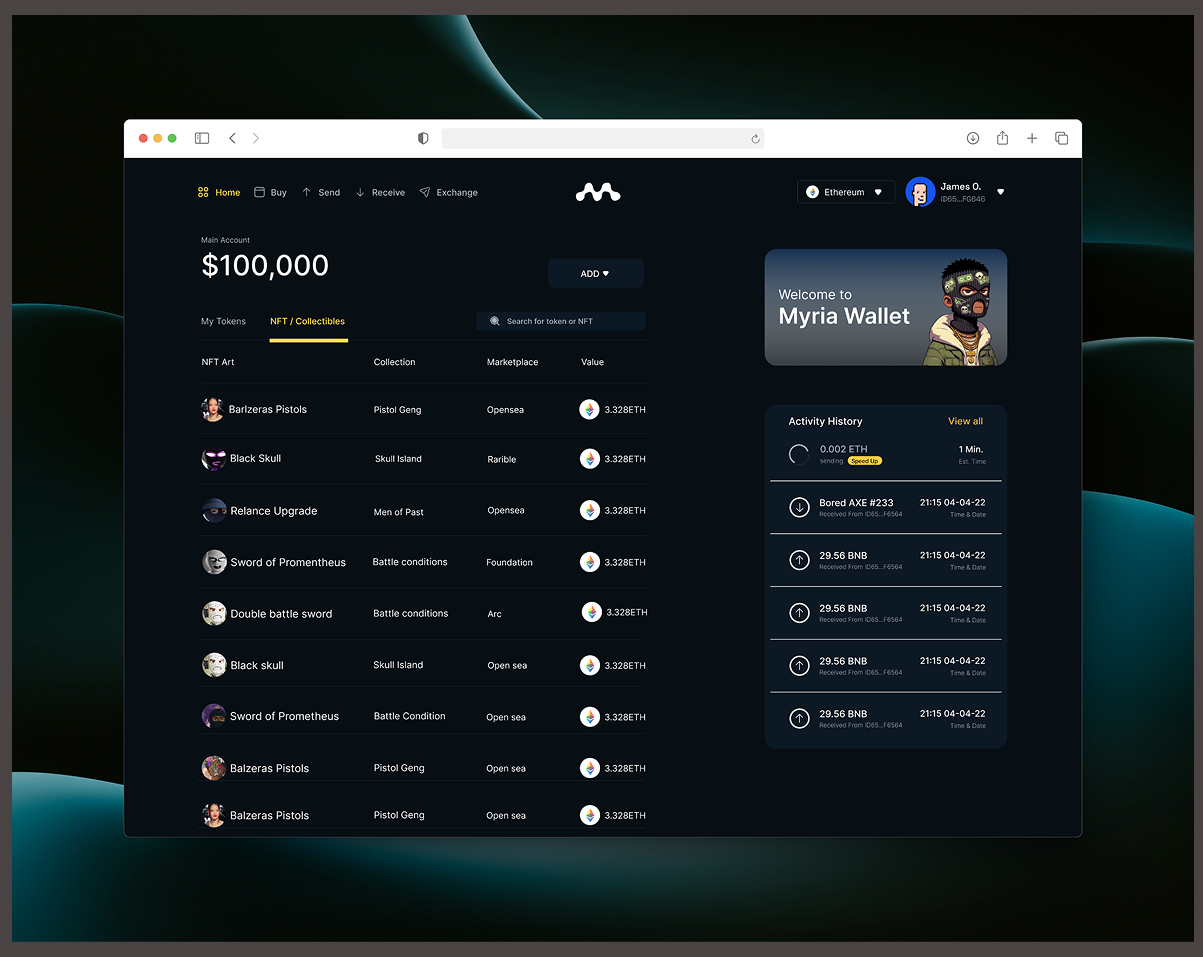 Home Buy Send Receive Exchange
Ethereum
James O.
ID65...FG646
Main Account
$100,000
ADD
My Tokens NFT / Collectibles
Search for token or NFT
NFT Art Collection Marketplace Value
Barlzeras Pistols Pistol Geng Opensea 3.328ETH
Black Skull Skull Island Rarible 3.328ETH
Relance Upgrade Men of Past Opensea 3.328ETH
Sword of Promentheus Battle conditions Foundation 3.328ETH
Double battle sword Battle conditions Arc 3.328ETH
Black skull Skull Island Open sea 3.328ETH
Sword of Prometheus Battle Condition Open sea 3.328ETH
Balzeras Pistols Pistol Geng Open sea 3.328ETH
Balzeras Pistols Pistol Geng Open sea 3.328ETH
Welcome to
Myria Wallet
Activity History View all
0.002 ETH 1 Min.
sending Speed Up Est. Time
Bored AXE #233 21:15 04-04-22
Received From ID65...F6564 Time & Date
29.56 BNB 21:15 04-04-22
Received From ID65...F6564 Time & Date
29.56 BNB 21:15 04-04-22
Received From ID65...F6564 Time & Date
29.56 BNB 21:15 04-04-22
Received From ID65...F6564 Time & Date
29.56 BNB 21:15 04-04-22
Received From ID65...F6564 Time & Date